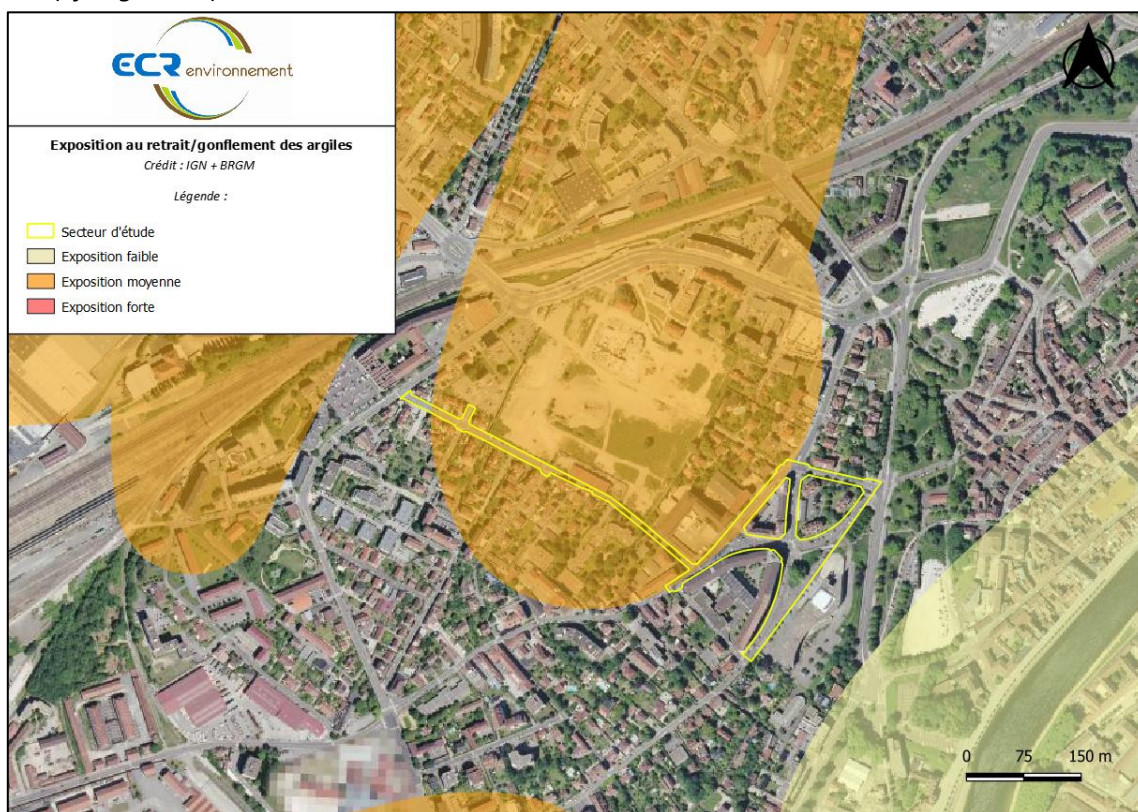 ECR environnement
Exposition au retrait/gonflement des argiles
Crédit : IGN + BRGM
Légende :
Secteur d'étude
Exposition faible
Exposition moyenne
Exposition forte
0 75 150 m